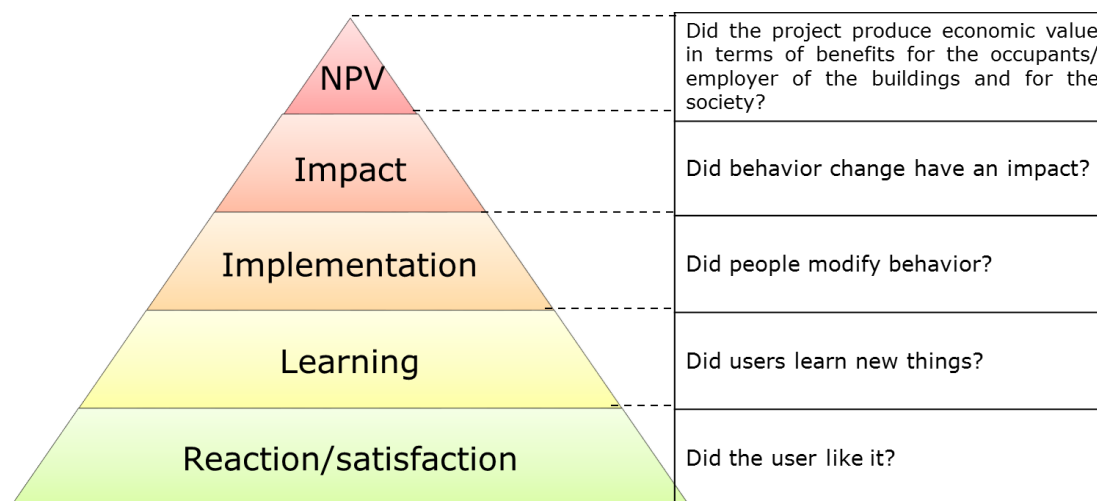 NPV
Did the project produce economic value
in terms of benefits for the occupants/
employer of the buildings and for the
society?
Impact
Did behavior change have an impact?
Implementation
Did people modify behavior?
Learning
Did users learn new things?
Reaction/satisfaction
Did the user like it?